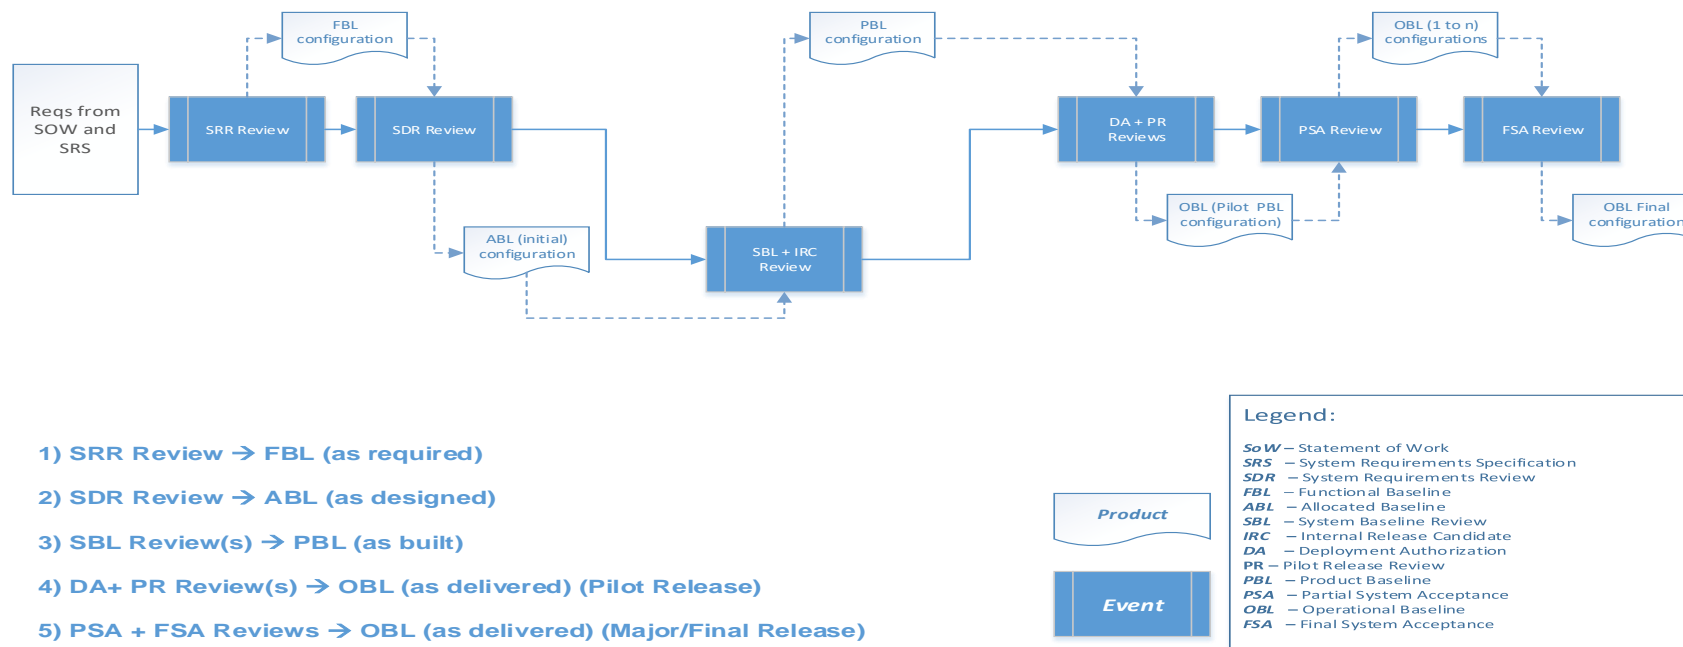 FBL
configuration
PBL
configuration
OBL (1 to n)
configurations
Reqs from
SOW and
SRS
SRR Review
SDR Review
DA + PR
Reviews
PSA Review
FSA Review
OBL (Pilot PBL
configuration)
OBL Final
configuration
ABL (initial)
configuration
SBL + IRC
Review
1) SRR Review → FBL (as required)
2) SDR Review → ABL (as designed)
3) SBL Review(s) → PBL (as built)
4) DA+ PR Review(s) → OBL (as delivered) (Pilot Release)
5) PSA + FSA Reviews → OBL (as delivered) (Major/Final Release)
Product
Event
Legend:
SoW – Statement of Work
SRS – System Requirements Specification
SDR – System Requirements Review
FBL – Functional Baseline
ABL – Allocated Baseline
SBL – System Baseline Review
IRC – Internal Release Candidate
DA – Deployment Authorization
PR – Pilot Release Review
PBL – Product Baseline
PSA – Partial System Acceptance
OBL – Operational Baseline
FSA – Final System Acceptance